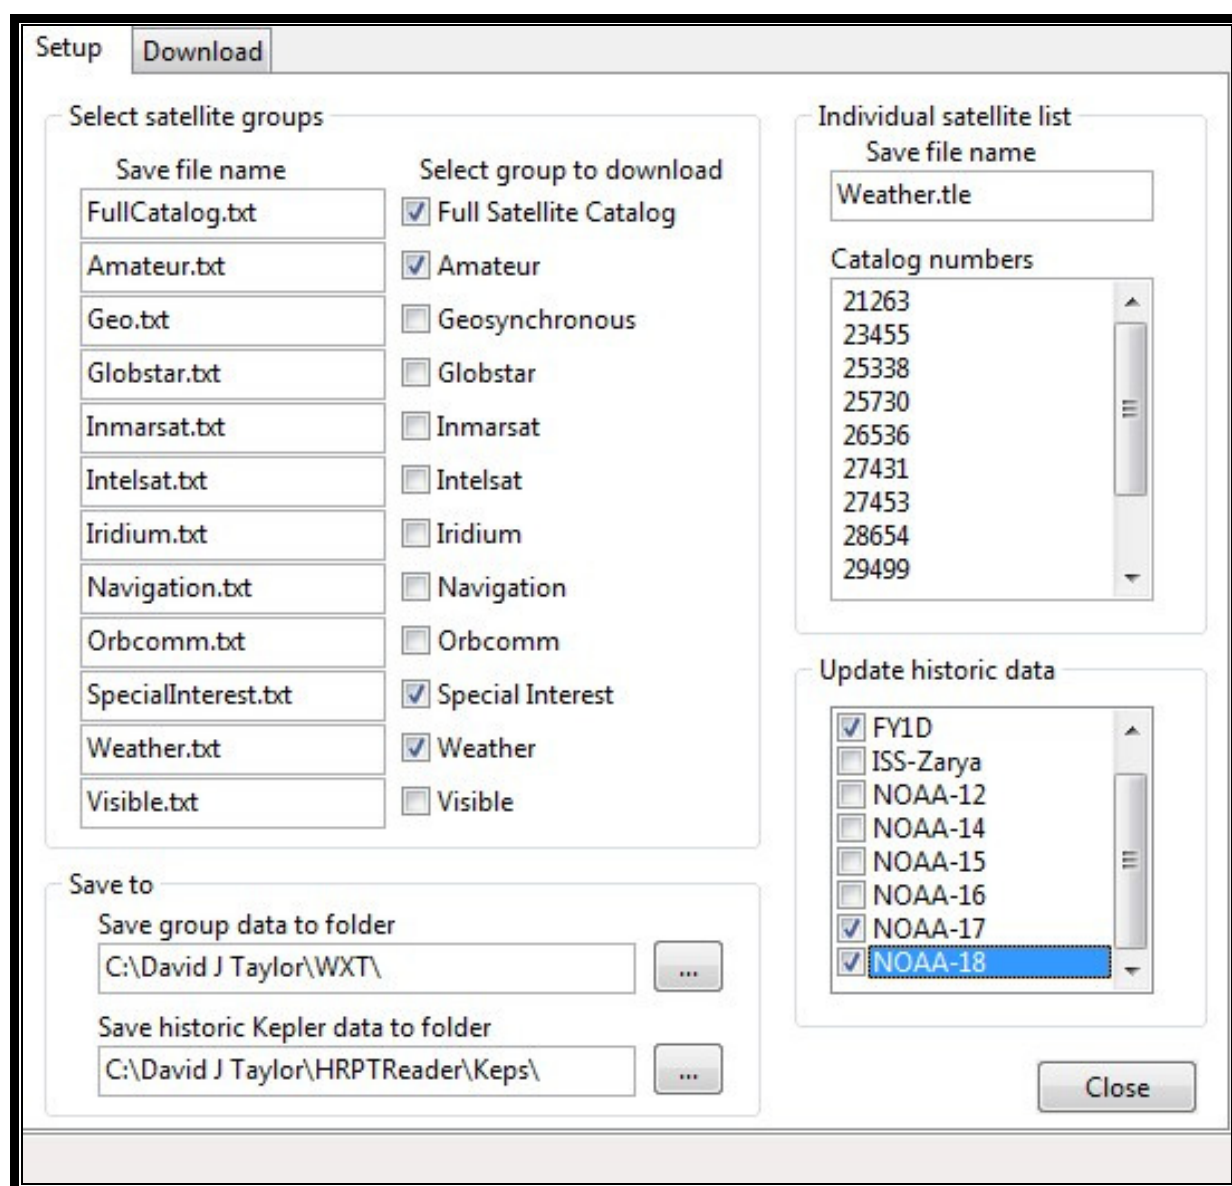 Setup Download
Select satellite groups
Save file name Select group to download
FullCatalog.txt Full Satellite Catalog
Amateur.txt Amateur
Geo.txt Geosynchronous
Globstar.txt Globstar
Inmarsat.txt Inmarsat
Intelsat.txt Intelsat
Iridium.txt Iridium
Navigation.txt Navigation
Orbcomm.txt Orbcomm
SpecialInterest.txt Special Interest
Weather.txt Weather
Visible.txt Visible
Save to
Save group data to folder
C:\David J Taylor\WXT\ ...
Save historic Kepler data to folder
C:\David J Taylor\HRPTReader\Keps\ ...
Individual satellite list
Save file name
Weather.tle
Catalog numbers
21263
23455
25338
25730
26536
27431
27453
28654
29499
Update historic data
FY1D
ISS-Zarya
NOAA-12
NOAA-14
NOAA-15
NOAA-16
NOAA-17
NOAA-18
Close